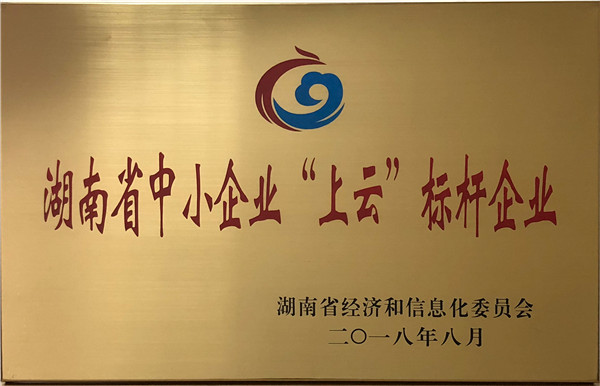 湖南省中小企业“上云”标杆企业
湖南省经济和信息化委员会
二〇一八年八月